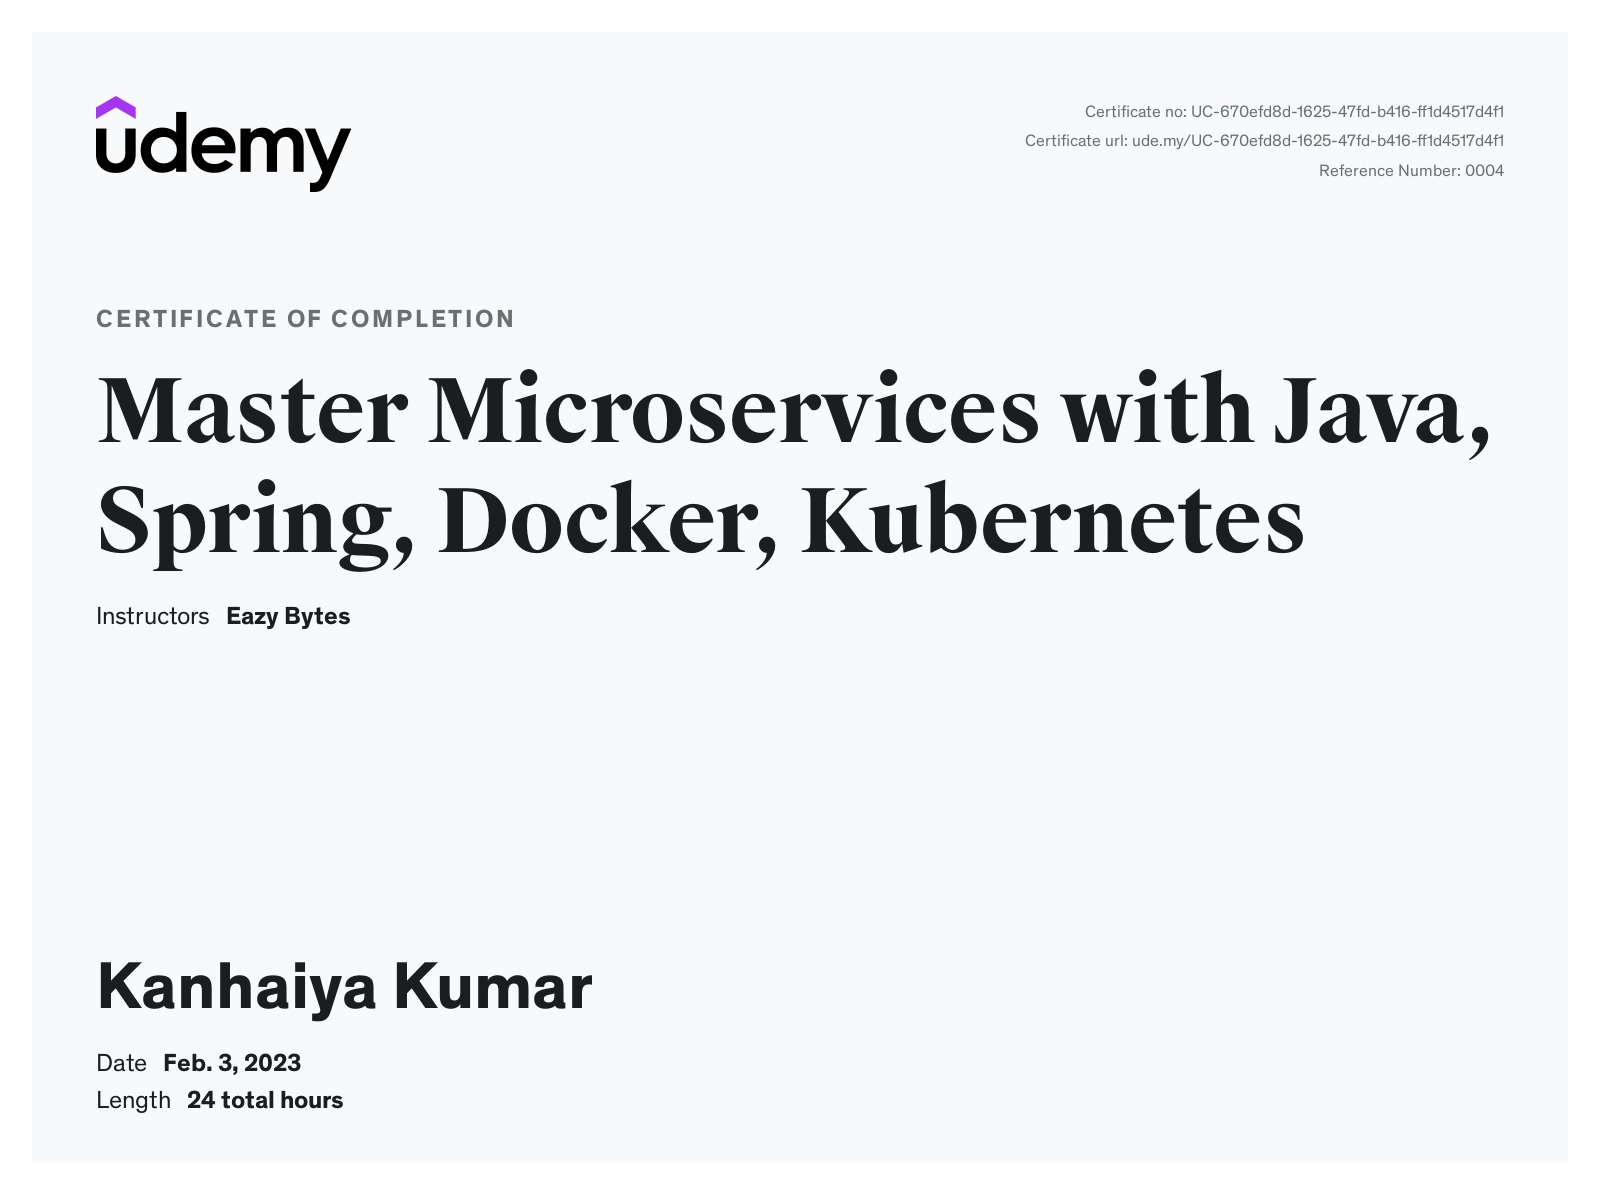 udemy
Certificate no: UC-670efd8d-1625-47fd-b416-ff1d4517d4f1
Certificate url: ude.my/UC-670efd8d-1625-47fd-b416-ff1d4517d4f1
Reference Number: 0004
CERTIFICATE OF COMPLETION
Master Microservices with Java,
Spring, Docker, Kubernetes
Instructors Eazy Bytes
Kanhaiya Kumar
Date Feb. 3, 2023
Length 24 total hours